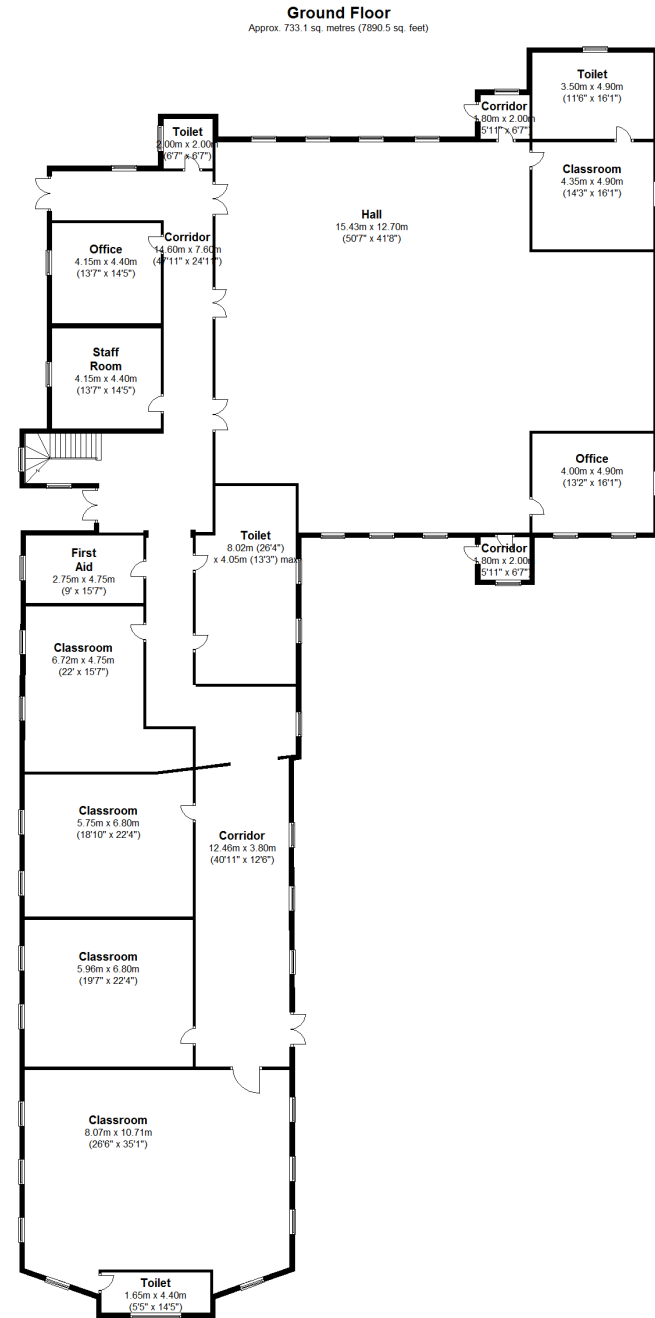 Ground Floor
Approx. 733.1 sq. metres (7890.5 sq. feet)
Toilet
3.50m x 4.90m
(11'6" x 16'1")
Corridor
1.80m x 2.00m
5'11" x 6'7")
Toilet
2.00m x 2.00m
(6'7" x 6'7")
Classroom
4.35m x 4.90m
(14'3" x 16'1")
Hall
15.43m x 12.70m
(50'7" x 41'8")
Office
4.15m x 4.40m
(13'7" x 14'5")
Corridor
14.60m x 7.60m
(47'11" x 24'11")
Staff
Room
4.15m x 4.40m
(13'7" x 14'5")
Office
4.00m x 4.90m
(13'2" x 16'1")
Toilet
8.02m (26'4")
x 4.05m (13'3") max
Corridor
1.80m x 2.00m
5'11" x 6'7")
First
Aid
2.75m x 4.75m
(9' x 15'7")
Classroom
6.72m x 4.75m
(22' x 15'7")
Classroom
5.75m x 6.80m
(18'10" x 22'4")
Corridor
12.46m x 3.80m
(40'11" x 12'6")
Classroom
5.96m x 6.80m
(19'7" x 22'4")
Classroom
8.07m x 10.71m
(26'6" x 35'1")
Toilet
1.65m x 4.40m
(5'5" x 14'5")